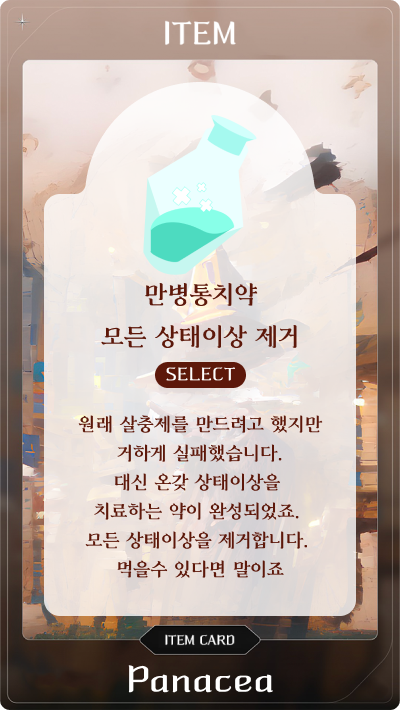 ITEM
만병통치약
모든 상태이상 제거
SELECT
원래 살충제를 만드려고 했지만
거하게 실패했습니다.
대신 온갖 상태이상을
치료하는 약이 완성되었죠.
모든 상태이상을 제거합니다.
먹을수 있다면 말이죠
ITEM CARD
Panacea